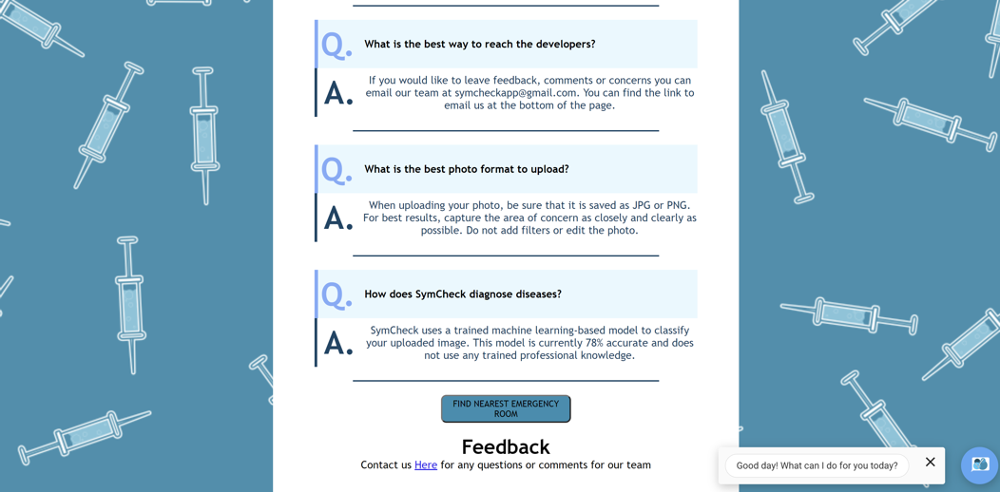 Q. What is the best way to reach the developers?
A. If you would like to leave feedback, comments or concerns you can
email our team at symcheckapp@gmail.com. You can find the link to
email us at the bottom of the page.
Q. What is the best photo format to upload?
A. When uploading your photo, be sure that it is saved as JPG or PNG.
For best results, capture the area of concern as closely and clearly as
possible. Do not add filters or edit the photo.
Q. How does SymCheck diagnose diseases?
A. SymCheck uses a trained machine learning-based model to classify
your uploaded image. This model is currently 78% accurate and does
not use any trained professional knowledge.
FIND NEAREST EMERGENCY
ROOM
Feedback
Contact us Here for any questions or comments for our team
Good day! What can I do for you today?